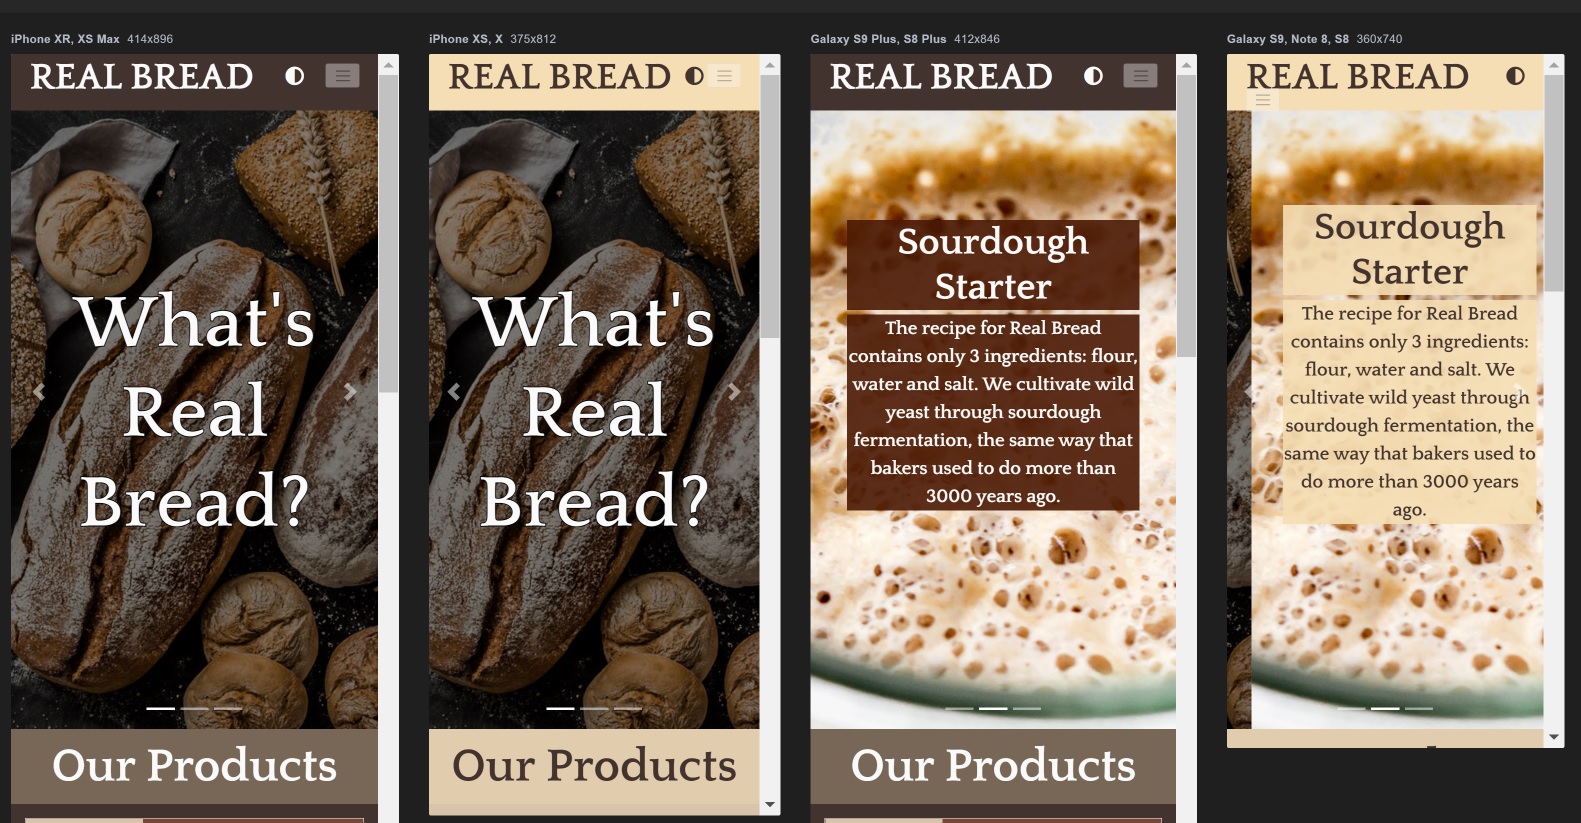 iPhone XR, XS Max 414x896
REAL BREAD
What's
Real
Bread?
Our Products
iPhone XS, X 375x812
REAL BREAD
What's
Real
Bread?
Our Products
Galaxy S9 Plus, S8 Plus 412x846
REAL BREAD
Sourdough
Starter
The recipe for Real Bread
contains only 3 ingredients: flour,
water and salt. We cultivate wild
yeast through sourdough
fermentation, the same way that
bakers used to do more than
3000 years ago.
Our Products
Galaxy S9, Note 8, S8 360x740
REAL BREAD
Sourdough
Starter
The recipe for Real Bread
contains only 3 ingredients:
flour, water and salt. We
cultivate wild yeast through
sourdough fermentation, the
same way that bakers used to
do more than 3000 years
ago.